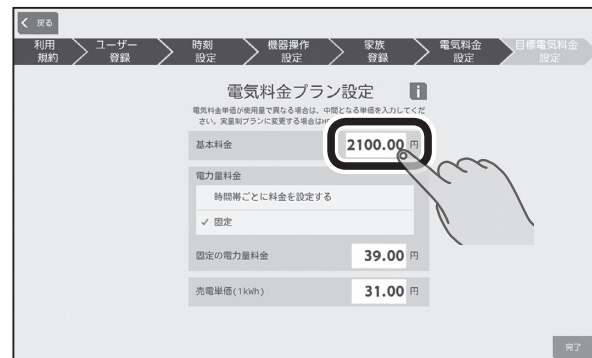 戻る
利用
規約
ユーザー
登録
時刻
設定
機器操作
設定
家族
登録
電気料金
設定
目標電気料金
設定
電気料金プラン設定 i
電気料金単価が使用量で異なる場合は、中間となる単価を入力してくだ
さい。実量制プランに変更する場合はH
基本料金 2100.00 円
電力量料金
時間帯ごとに料金を設定する
✓ 固定
固定の電力量料金 39.00 円
売電単価(1kWh) 31.00 円
完了